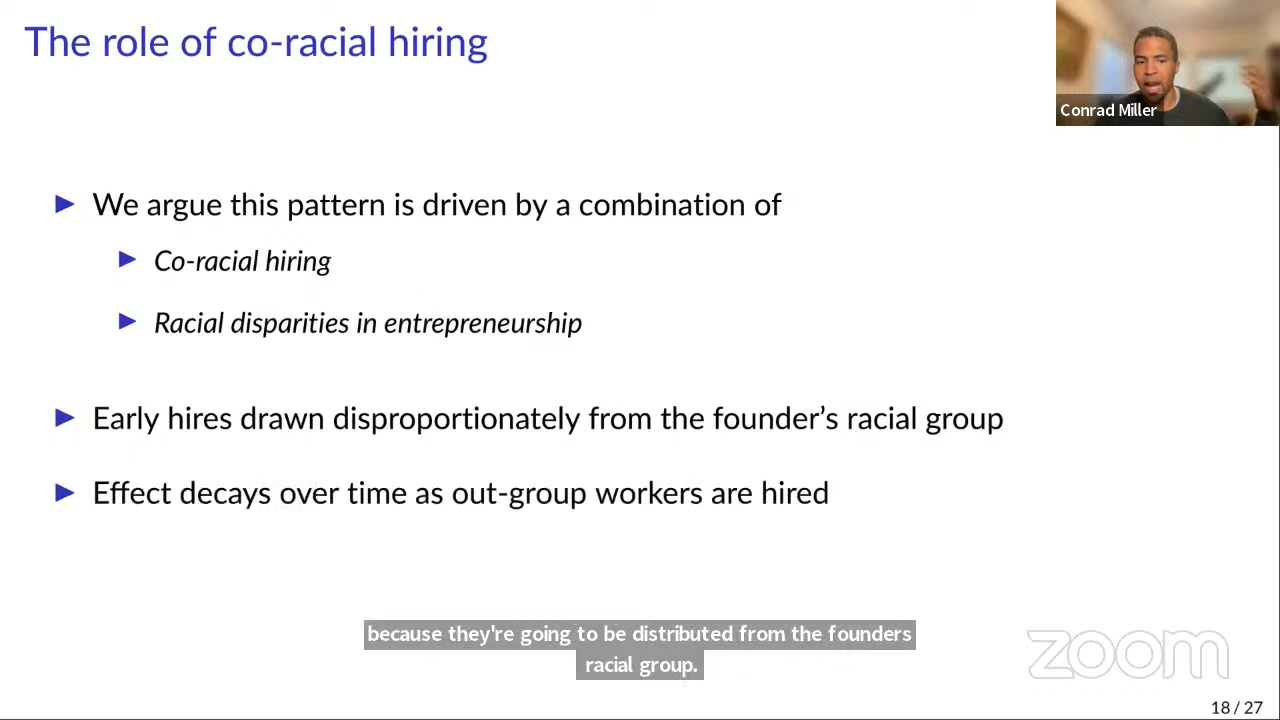 The role of co-racial hiring
Conrad Miller
We argue this pattern is driven by a combination of
Co-racial hiring
Racial disparities in entrepreneurship
Early hires drawn disproportionately from the founder's racial group
Effect decays over time as out-group workers are hired
because they're going to be distributed from the founders
racial group.
zoom
18 / 27